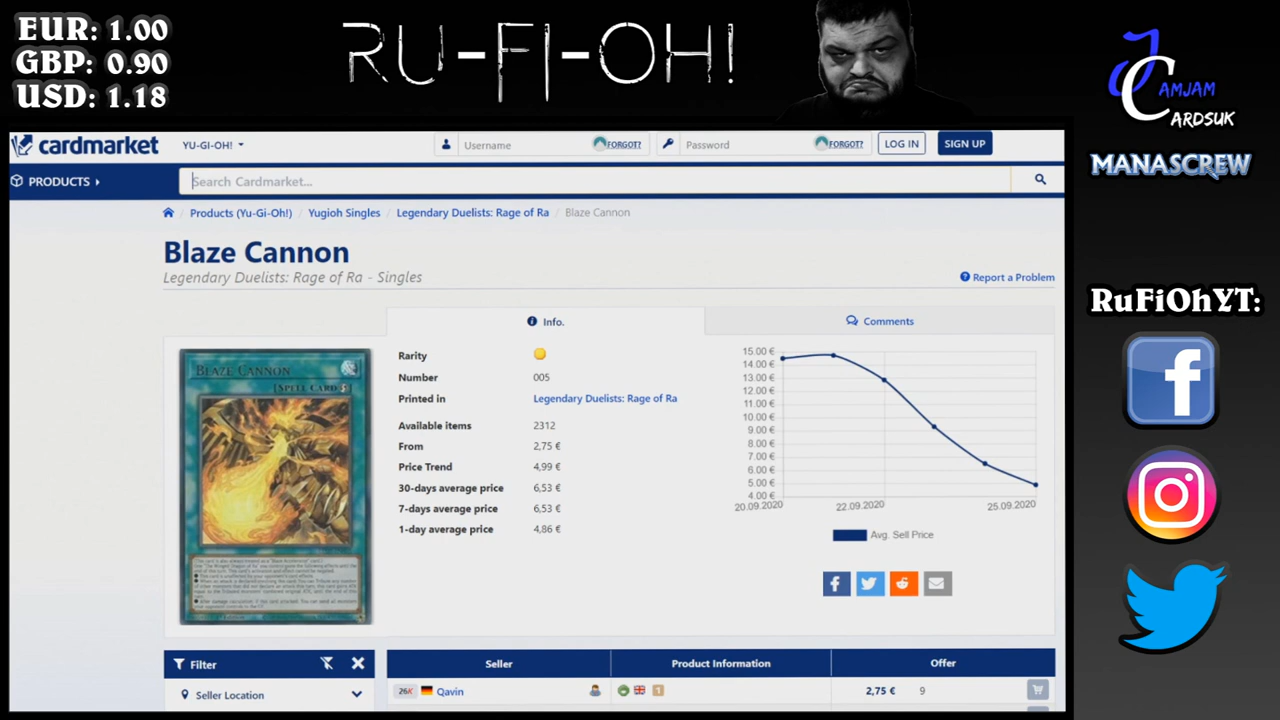 EUR: 1.00
GBP: 0.90
USD: 1.18
RU-FI-OH!
JC
AMJAM
ARDSUK
MANASCREW
RuFiOhYT:
cardmarket
YU-GI-OH!
Username
FORGOT?
Password
FORGOT?
LOG IN
SIGN UP
PRODUCTS
Search Cardmarket...
Products (Yu-Gi-Oh!) / Yugioh Singles / Legendary Duelists: Rage of Ra / Blaze Cannon
Blaze Cannon
Legendary Duelists: Rage of Ra - Singles
Report a Problem
Info.
Comments
BLAZE CANNON
[SPELL CARD]
Rarity
Number 005
Printed in Legendary Duelists: Rage of Ra
Available items 2312
From 2,75 €
Price Trend 4,99 €
30-days average price 6,53 €
7-days average price 6,53 €
1-day average price 4,86 €
15.00 €
14.00 €
13.00 €
12.00 €
11.00 €
10.00 €
9.00 €
8.00 €
7.00 €
6.00 €
5.00 €
4.00 €
20.09.2020
22.09.2020
25.09.2020
Avg. Sell Price
Filter
Seller
Product Information
Offer
Seller Location
26K Qavin
1
2,75 €
9